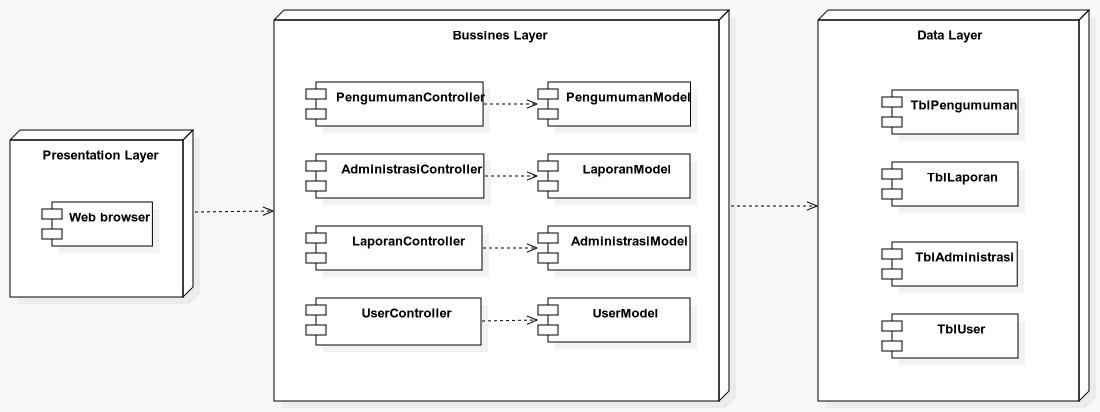 Presentation Layer
Web browser
Bussines Layer
PengumumanController
PengumumanModel
AdministrasiController
LaporanModel
LaporanController
AdministrasiModel
UserController
UserModel
Data Layer
TblPengumuman
TblLaporan
TblAdministrasi
TblUser